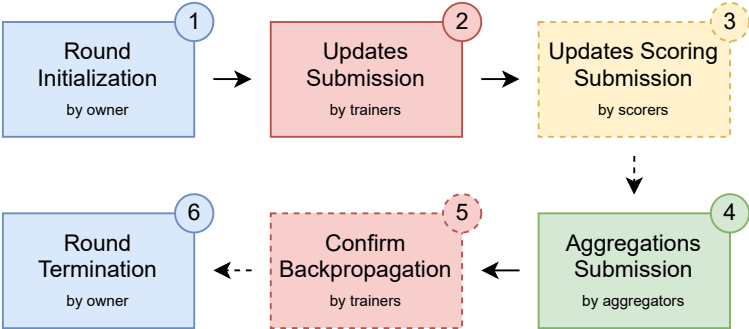 1
Round
Initialization
by owner
2
Updates
Submission
by trainers
3
Updates Scoring
Submission
by scorers
4
Aggregations
Submission
by aggregators
5
Confirm
Backpropagation
by trainers
6
Round
Termination
by owner